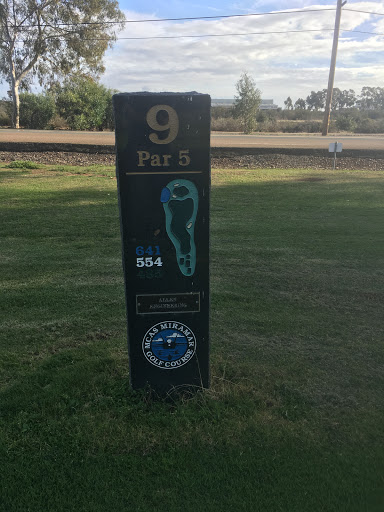 9
Par 5
641
554
MCAS MIRAMAR
GOLF COURSE